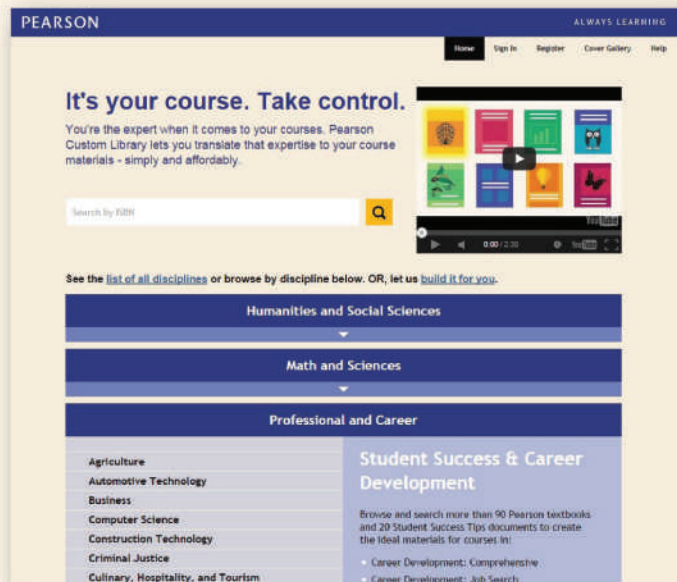 PEARSON
ALWAYS LEARNING
Home Sign In Register Cover Gallery Help
It's your course. Take control.
You're the expert when it comes to your courses. Pearson
Custom Library lets you translate that expertise to your course
materials - simply and affordably.
Search by ISBN
YouTube
0:00 / 2:30
YouTube
See the list of all disciplines or browse by discipline below. OR, let us build it for you.
Humanities and Social Sciences
Math and Sciences
Professional and Career
Agriculture
Automotive Technology
Business
Computer Science
Construction Technology
Criminal Justice
Culinary, Hospitality, and Tourism
Student Success & Career
Development
Browse and search more than 90 Pearson textbooks
and 20 Student Success Tips documents to create
the ideal materials for courses in:
Career Development: Comprehensive
Career Development: Job Search